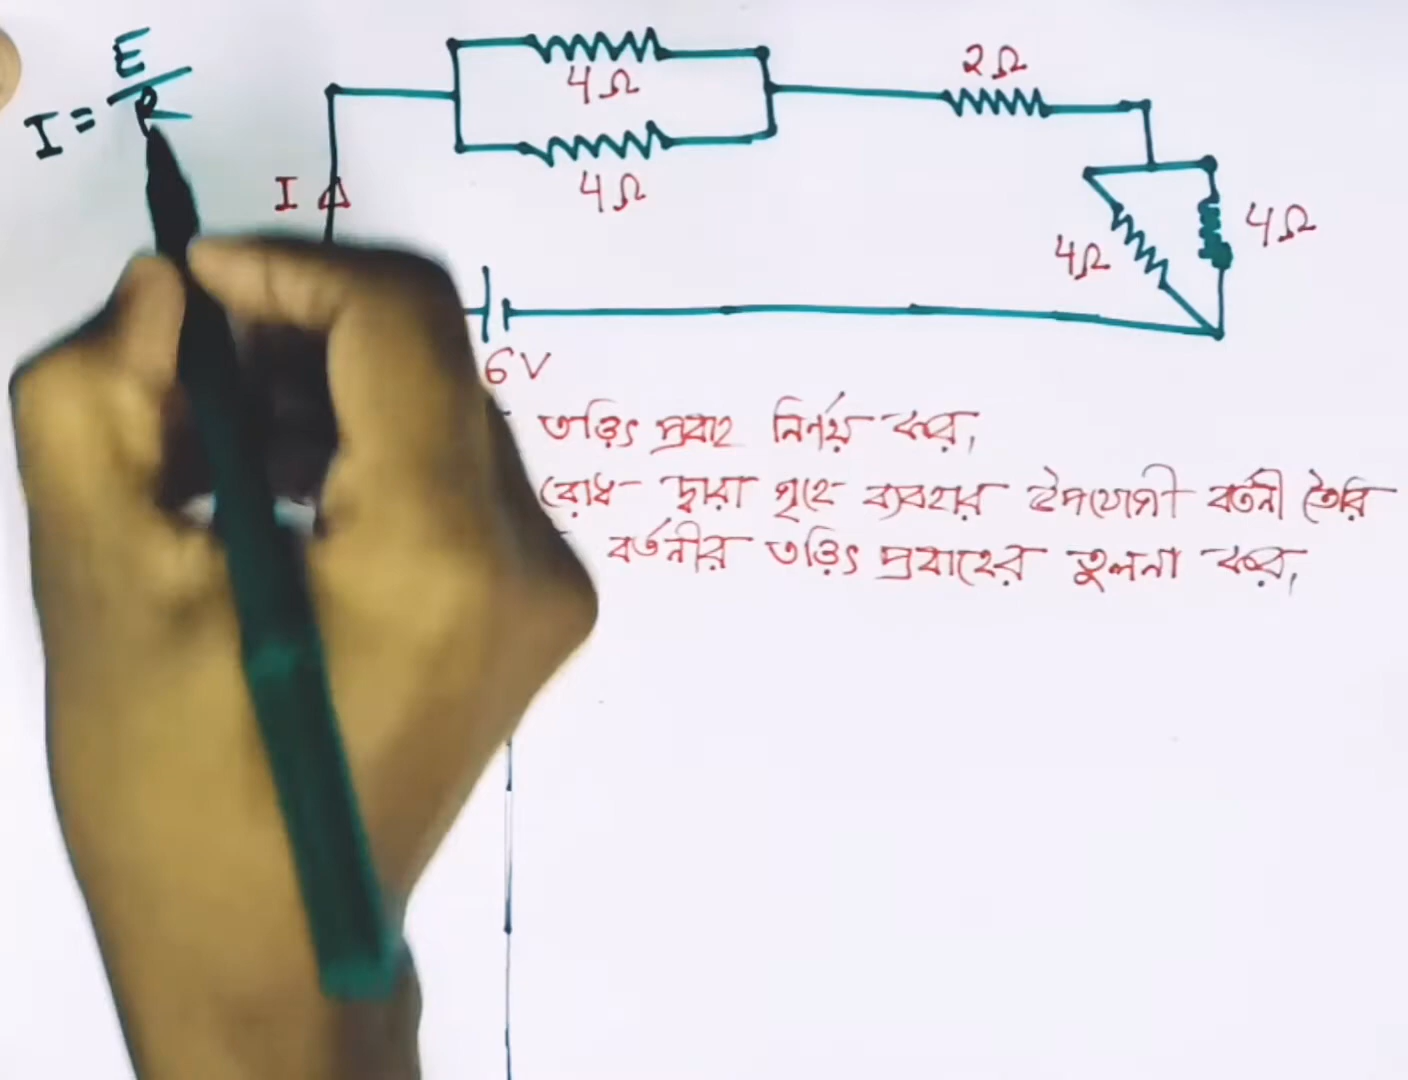 I = E
R
4Ω
4Ω
2Ω
I
4Ω
4Ω
6V
তড়িৎ প্রবাহ নির্ণয় কর,
রোধ দ্বারা গৃহে ব্যবহার উপযোগী বর্তনী তৈরি
বর্তনীর তড়িৎ প্রবাহের তুলনা কর,